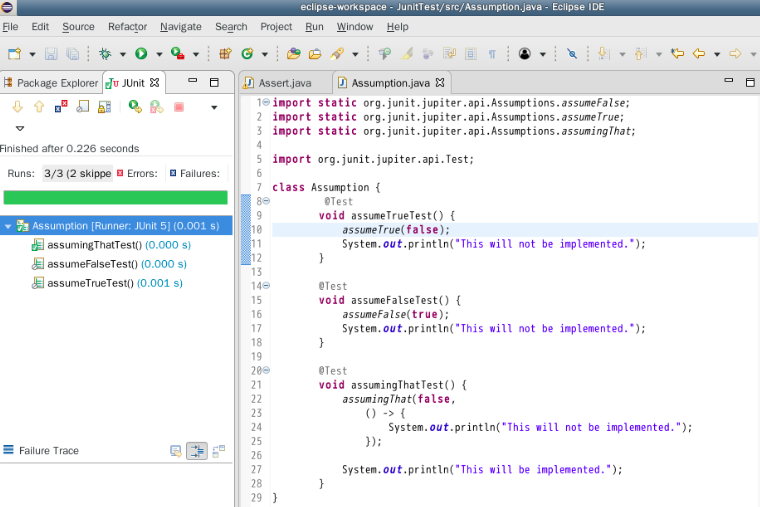 eclipse-workspace - JunitTest/src/Assumption.java - Eclipse IDE
File Edit Source Refactor Navigate Search Project Run Window Help
Package Explorer JUnit
Finished after 0.226 seconds
Runs: 3/3 (2 skippe Errors: Failures:
Assumption [Runner: JUnit 5] (0.001 s)
assumingThatTest() (0.000 s)
assumeFalseTest() (0.000 s)
assumeTrueTest() (0.001 s)
Failure Trace
Assert.java Assumption.java
1 import static org.junit.jupiter.api.Assumptions.assumeFalse;
2 import static org.junit.jupiter.api.Assumptions.assumeTrue;
3 import static org.junit.jupiter.api.Assumptions.assumingThat;
4
5 import org.junit.jupiter.api.Test;
6
7 class Assumption {
8 @Test
9 void assumeTrueTest() {
10 assumeTrue(false);
11 System.out.println("This will not be implemented.");
12 }
13
14 @Test
15 void assumeFalseTest() {
16 assumeFalse(true);
17 System.out.println("This will not be implemented.");
18 }
19
20 @Test
21 void assumingThatTest() {
22 assumingThat(false,
23 () -> {
24 System.out.println("This will not be implemented.");
25 });
26
27 System.out.println("This will be implemented.");
28 }
29 }